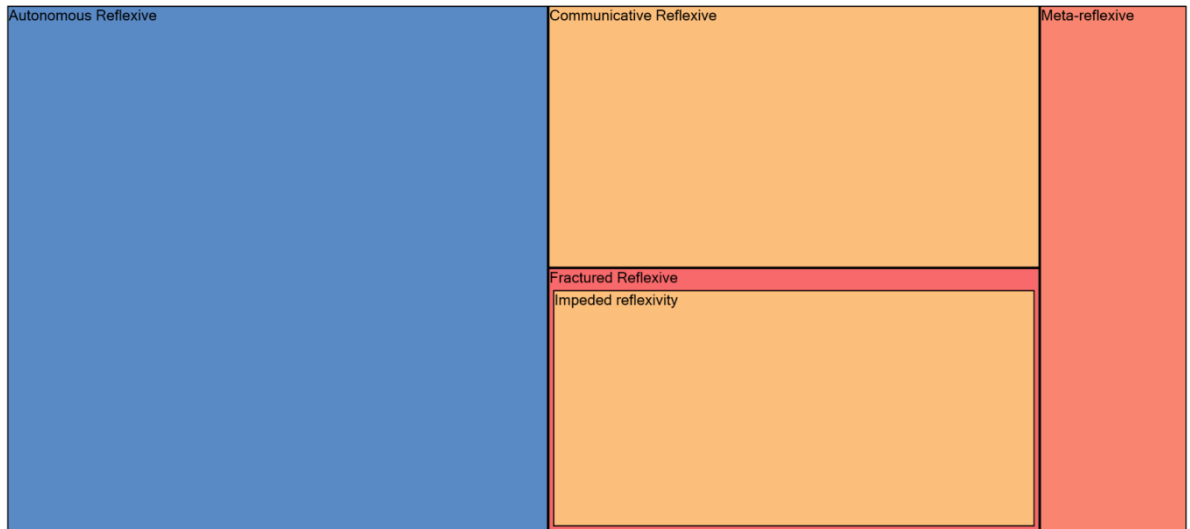 Autonomous Reflexive
Communicative Reflexive
Meta-reflexive
Fractured Reflexive
Impeded reflexivity